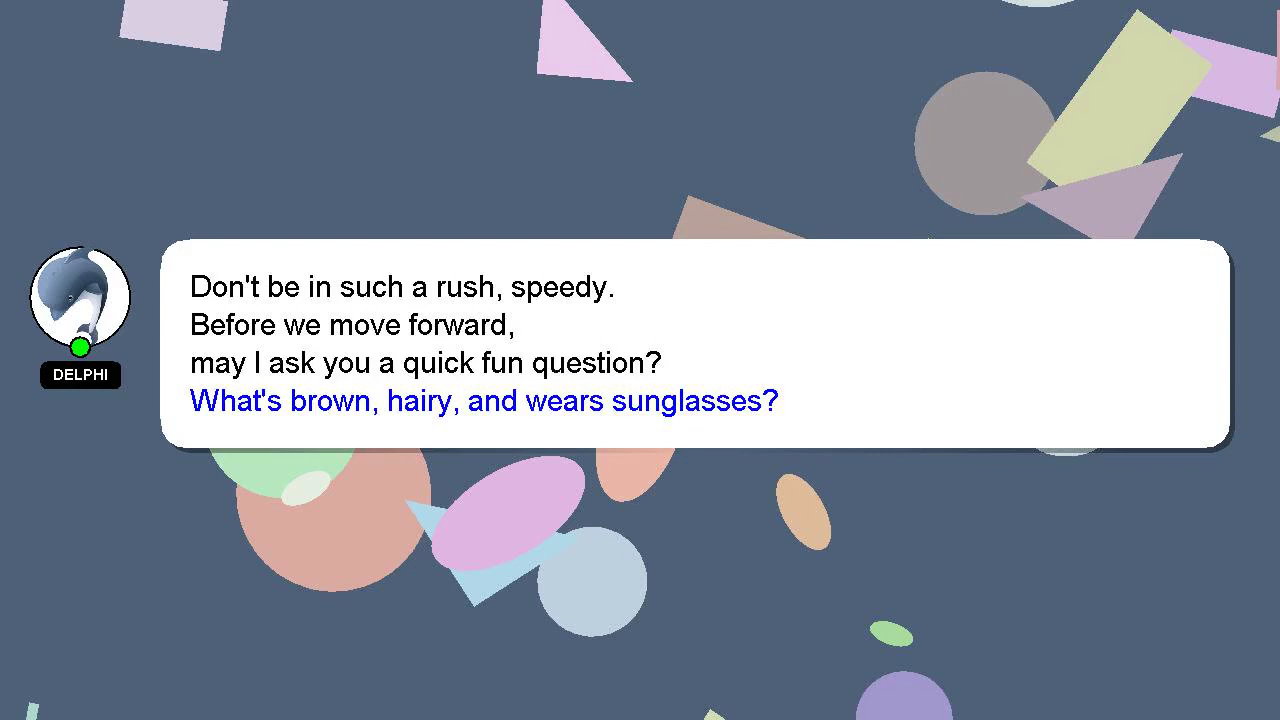 Don't be in such a rush, speedy.
Before we move forward,
may I ask you a quick fun question?
What's brown, hairy, and wears sunglasses?
DELPHI